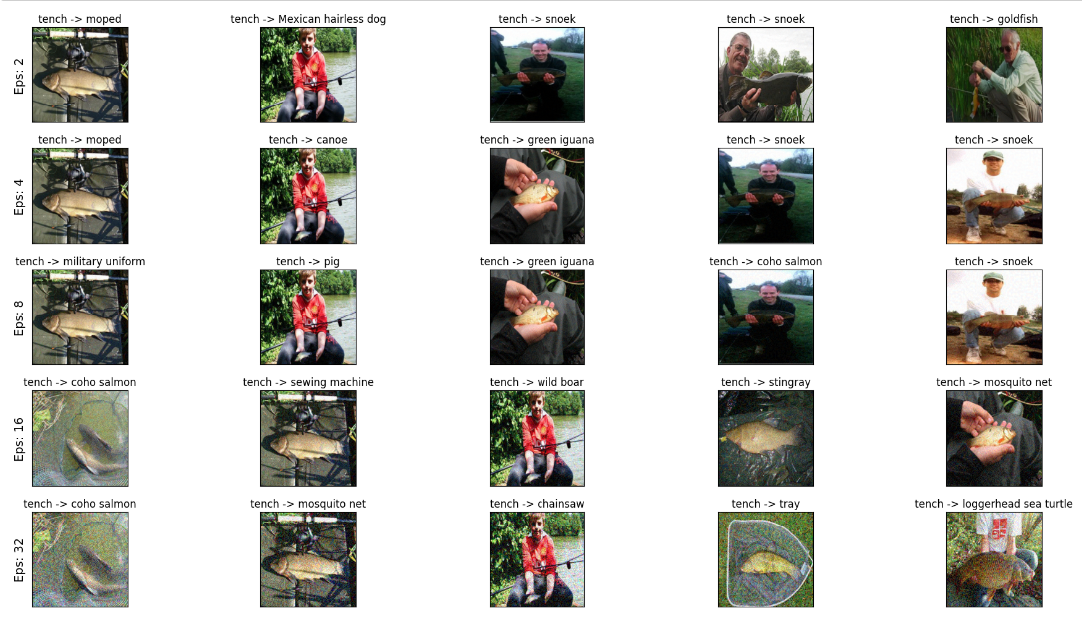 tench -> moped
tench -> Mexican hairless dog
tench -> snoek
tench -> snoek
tench -> goldfish
Eps: 2
tench -> moped
tench -> canoe
tench -> green iguana
tench -> snoek
tench -> snoek
Eps: 4
tench -> military uniform
tench -> pig
tench -> green iguana
tench -> coho salmon
tench -> snoek
Eps: 8
tench -> coho salmon
tench -> sewing machine
tench -> wild boar
tench -> stingray
tench -> mosquito net
Eps: 16
tench -> coho salmon
tench -> mosquito net
tench -> chainsaw
tench -> tray
tench -> loggerhead sea turtle
Eps: 32